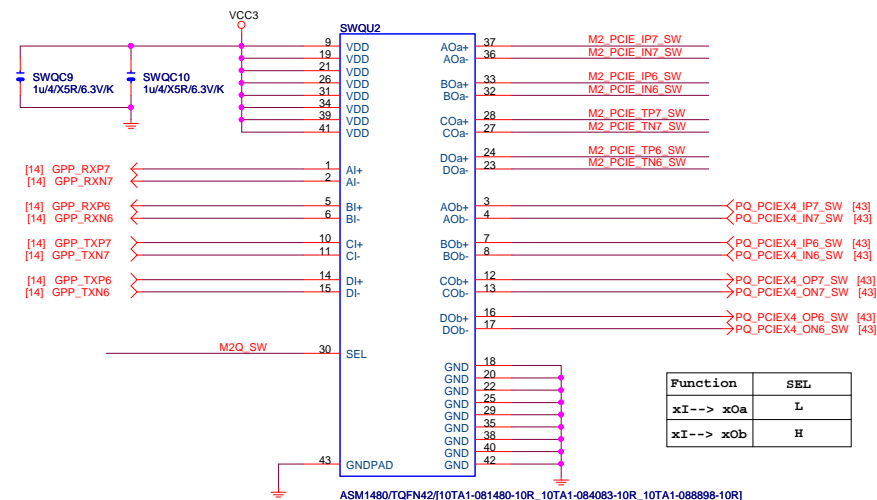 VCC3
SWQU2
SWQC9
1u/4/X5R/6.3V/K
SWQC10
1u/4/X5R/6.3V/K
9 VDD
19 VDD
21 VDD
26 VDD
31 VDD
34 VDD
39 VDD
41 VDD
[14] GPP_RXP7 1 AI+
[14] GPP_RXN7 2 AI-
[14] GPP_RXP6 5 BI+
[14] GPP_RXN6 6 BI-
[14] GPP_TXP7 10 CI+
[14] GPP_TXN7 11 CI-
[14] GPP_TXP6 14 DI+
[14] GPP_TXN6 15 DI-
M2Q_SW 30 SEL
43 GNDPAD
AOa+ 37 M2_PCIE_IP7_SW
AOa- 36 M2_PCIE_IN7_SW
BOa+ 33 M2_PCIE_IP6_SW
BOa- 32 M2_PCIE_IN6_SW
COa+ 28 M2_PCIE_TP7_SW
COa- 27 M2_PCIE_TN7_SW
DOa+ 24 M2_PCIE_TP6_SW
DOa- 23 M2_PCIE_TN6_SW
AOb+ 3 PQ_PCIEX4_IP7_SW [43]
AOb- 4 PQ_PCIEX4_IN7_SW [43]
BOb+ 7 PQ_PCIEX4_IP6_SW [43]
BOb- 8 PQ_PCIEX4_IN6_SW [43]
COb+ 12 PQ_PCIEX4_OP7_SW [43]
COb- 13 PQ_PCIEX4_ON7_SW [43]
DOb+ 16 PQ_PCIEX4_OP6_SW [43]
DOb- 17 PQ_PCIEX4_ON6_SW [43]
GND 18
GND 20
GND 22
GND 25
GND 29
GND 35
GND 38
GND 40
GND 42
Function SEL
xI--> xOa L
xI--> xOb H
ASM1480/TQFN42/[10TA1-081480-10R_10TA1-084083-10R_10TA1-088898-10R]